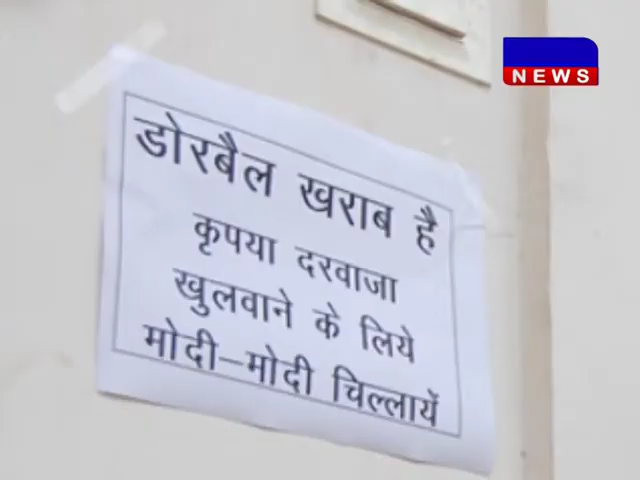 NEWS
डोरबैल खराब है
कृपया दरवाजा
खुलवाने के लिये
मोदी-मोदी चिल्लायें